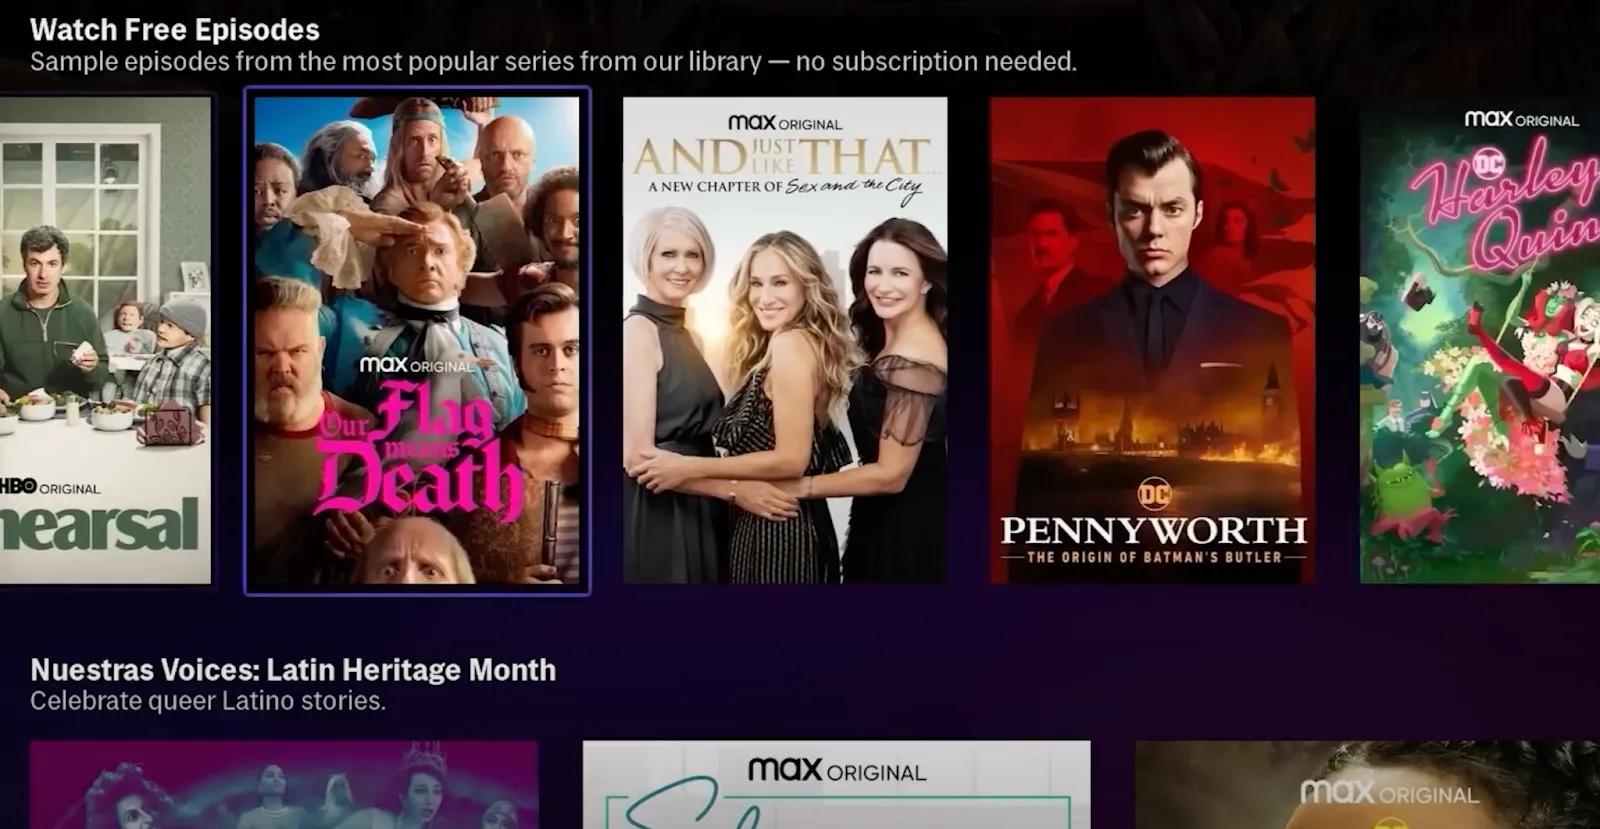 Watch Free Episodes
Sample episodes from the most popular series from our library — no subscription needed.
HBO ORIGINAL
hearsal
max ORIGINAL
Our Flag
means
Death
max ORIGINAL
AND JUST LIKE THAT...
A NEW CHAPTER OF Sex and the City
DC
PENNYWORTH
THE ORIGIN OF BATMAN'S BUTLER
max ORIGINAL
DC
Harley
Quin
Nuestras Voices: Latin Heritage Month
Celebrate queer Latino stories.
max ORIGINAL
max ORIGINAL